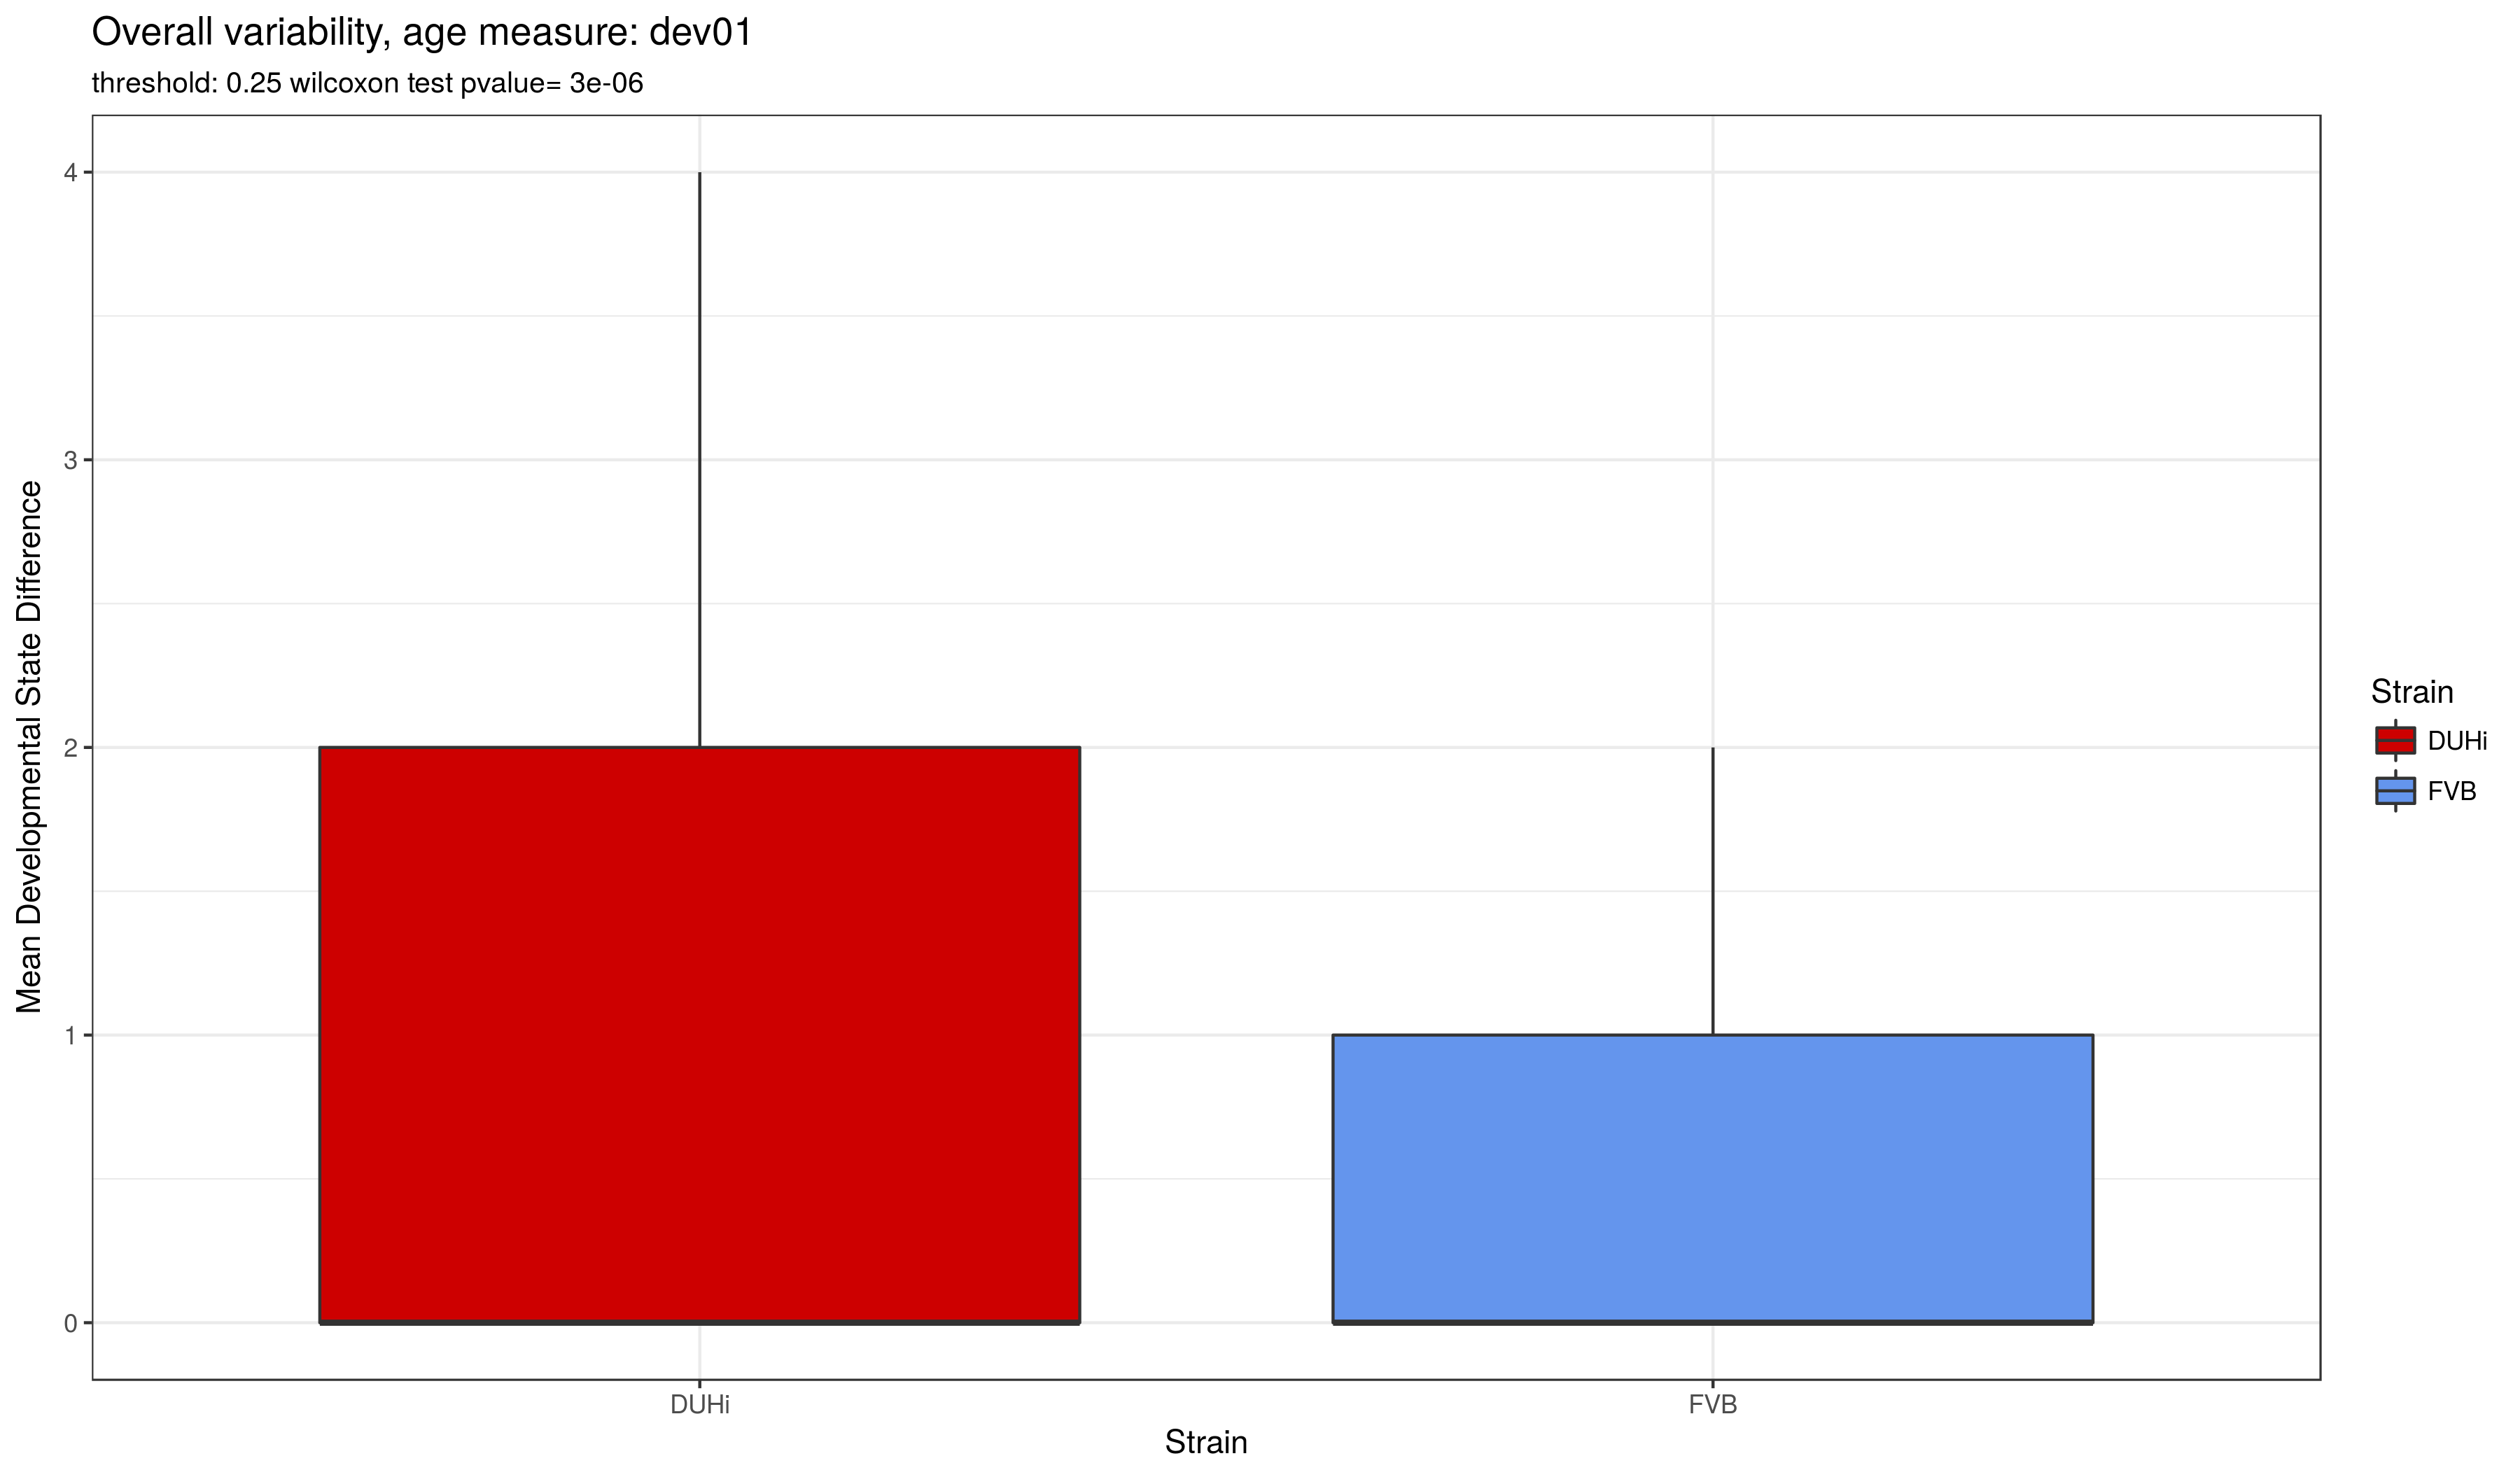 Overall variability, age measure: dev01
threshold: 0.25 wilcoxon test pvalue= 3e-06
Mean Developmental State Difference
4
3
2
1
0
DUHi
FVB
Strain
Strain
DUHi
FVB